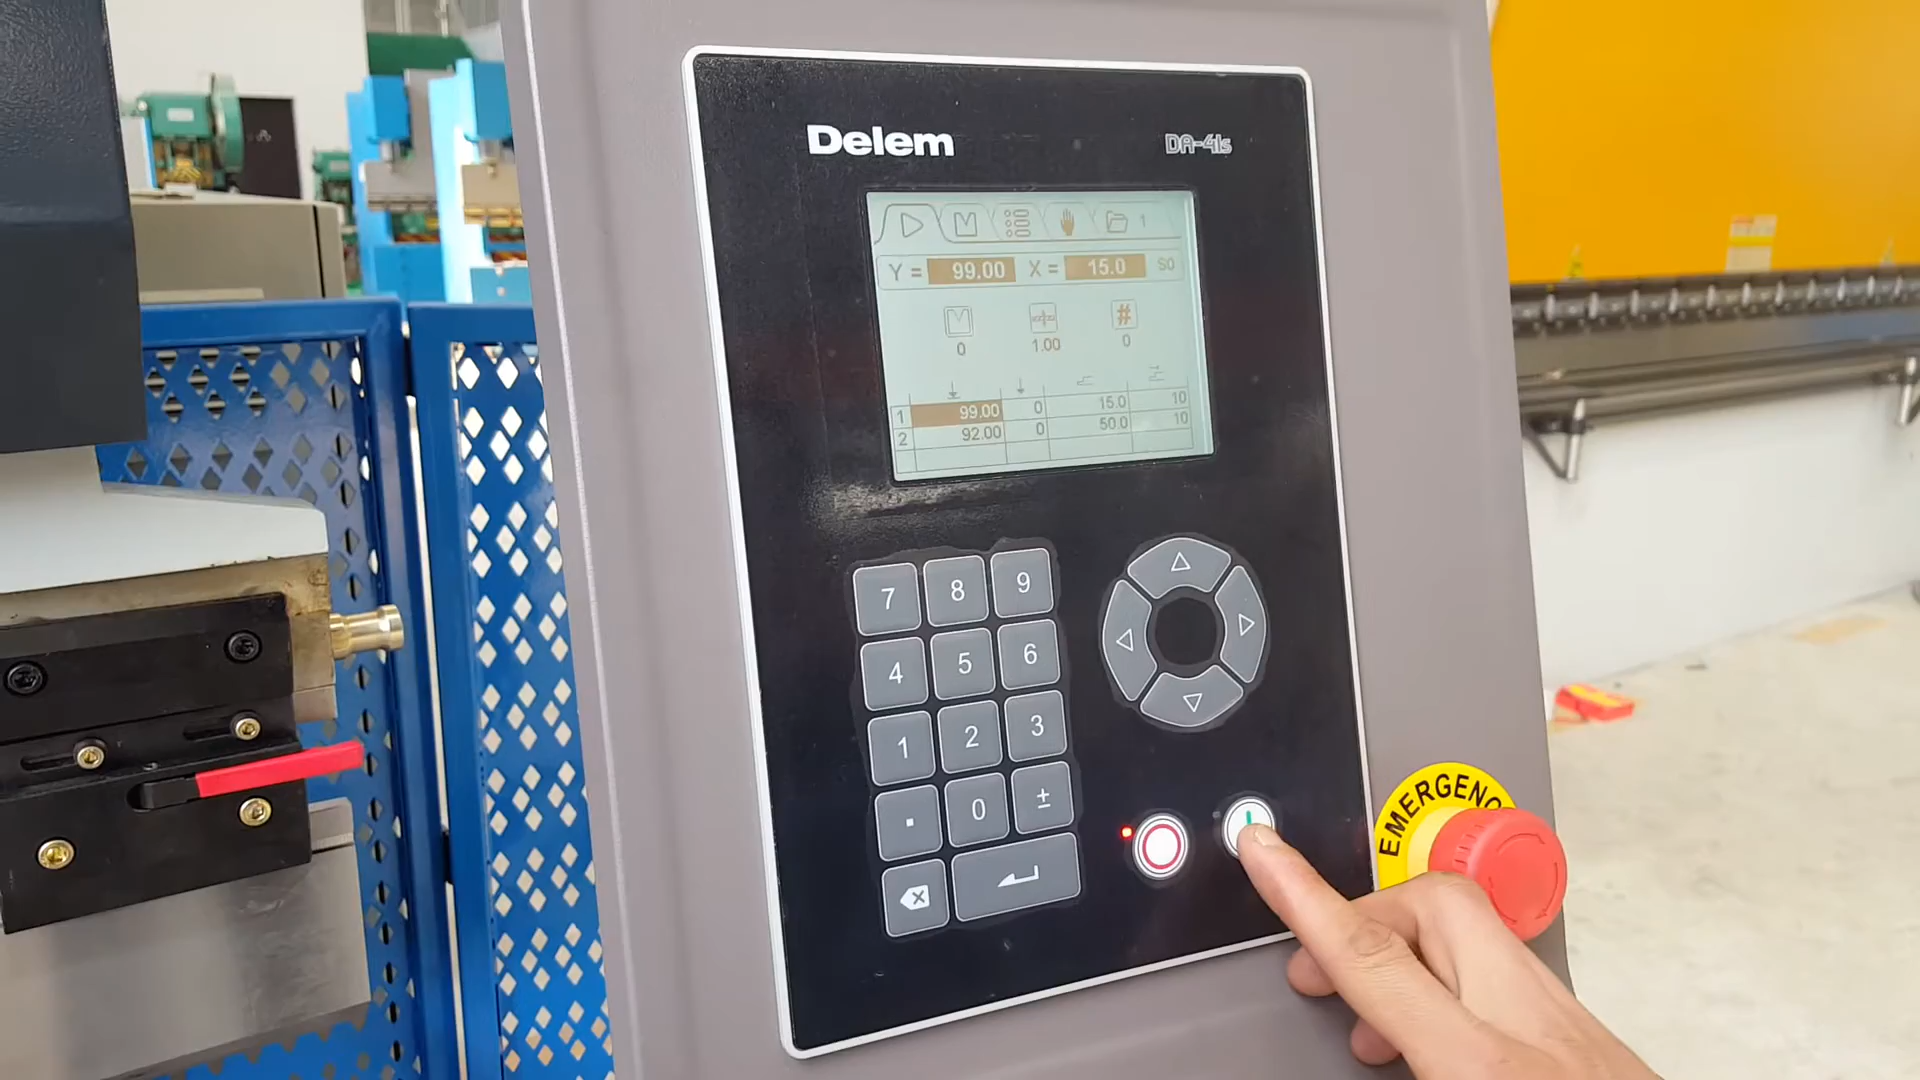 Delem
DA-41s
1
Y = 99.00 X = 15.0 S0
0 1.00 # 0
1 99.00 0 15.0 10
2 92.00 0 50.0 10
7 8 9
4 5 6
1 2 3
. 0 ±
EMERGENC